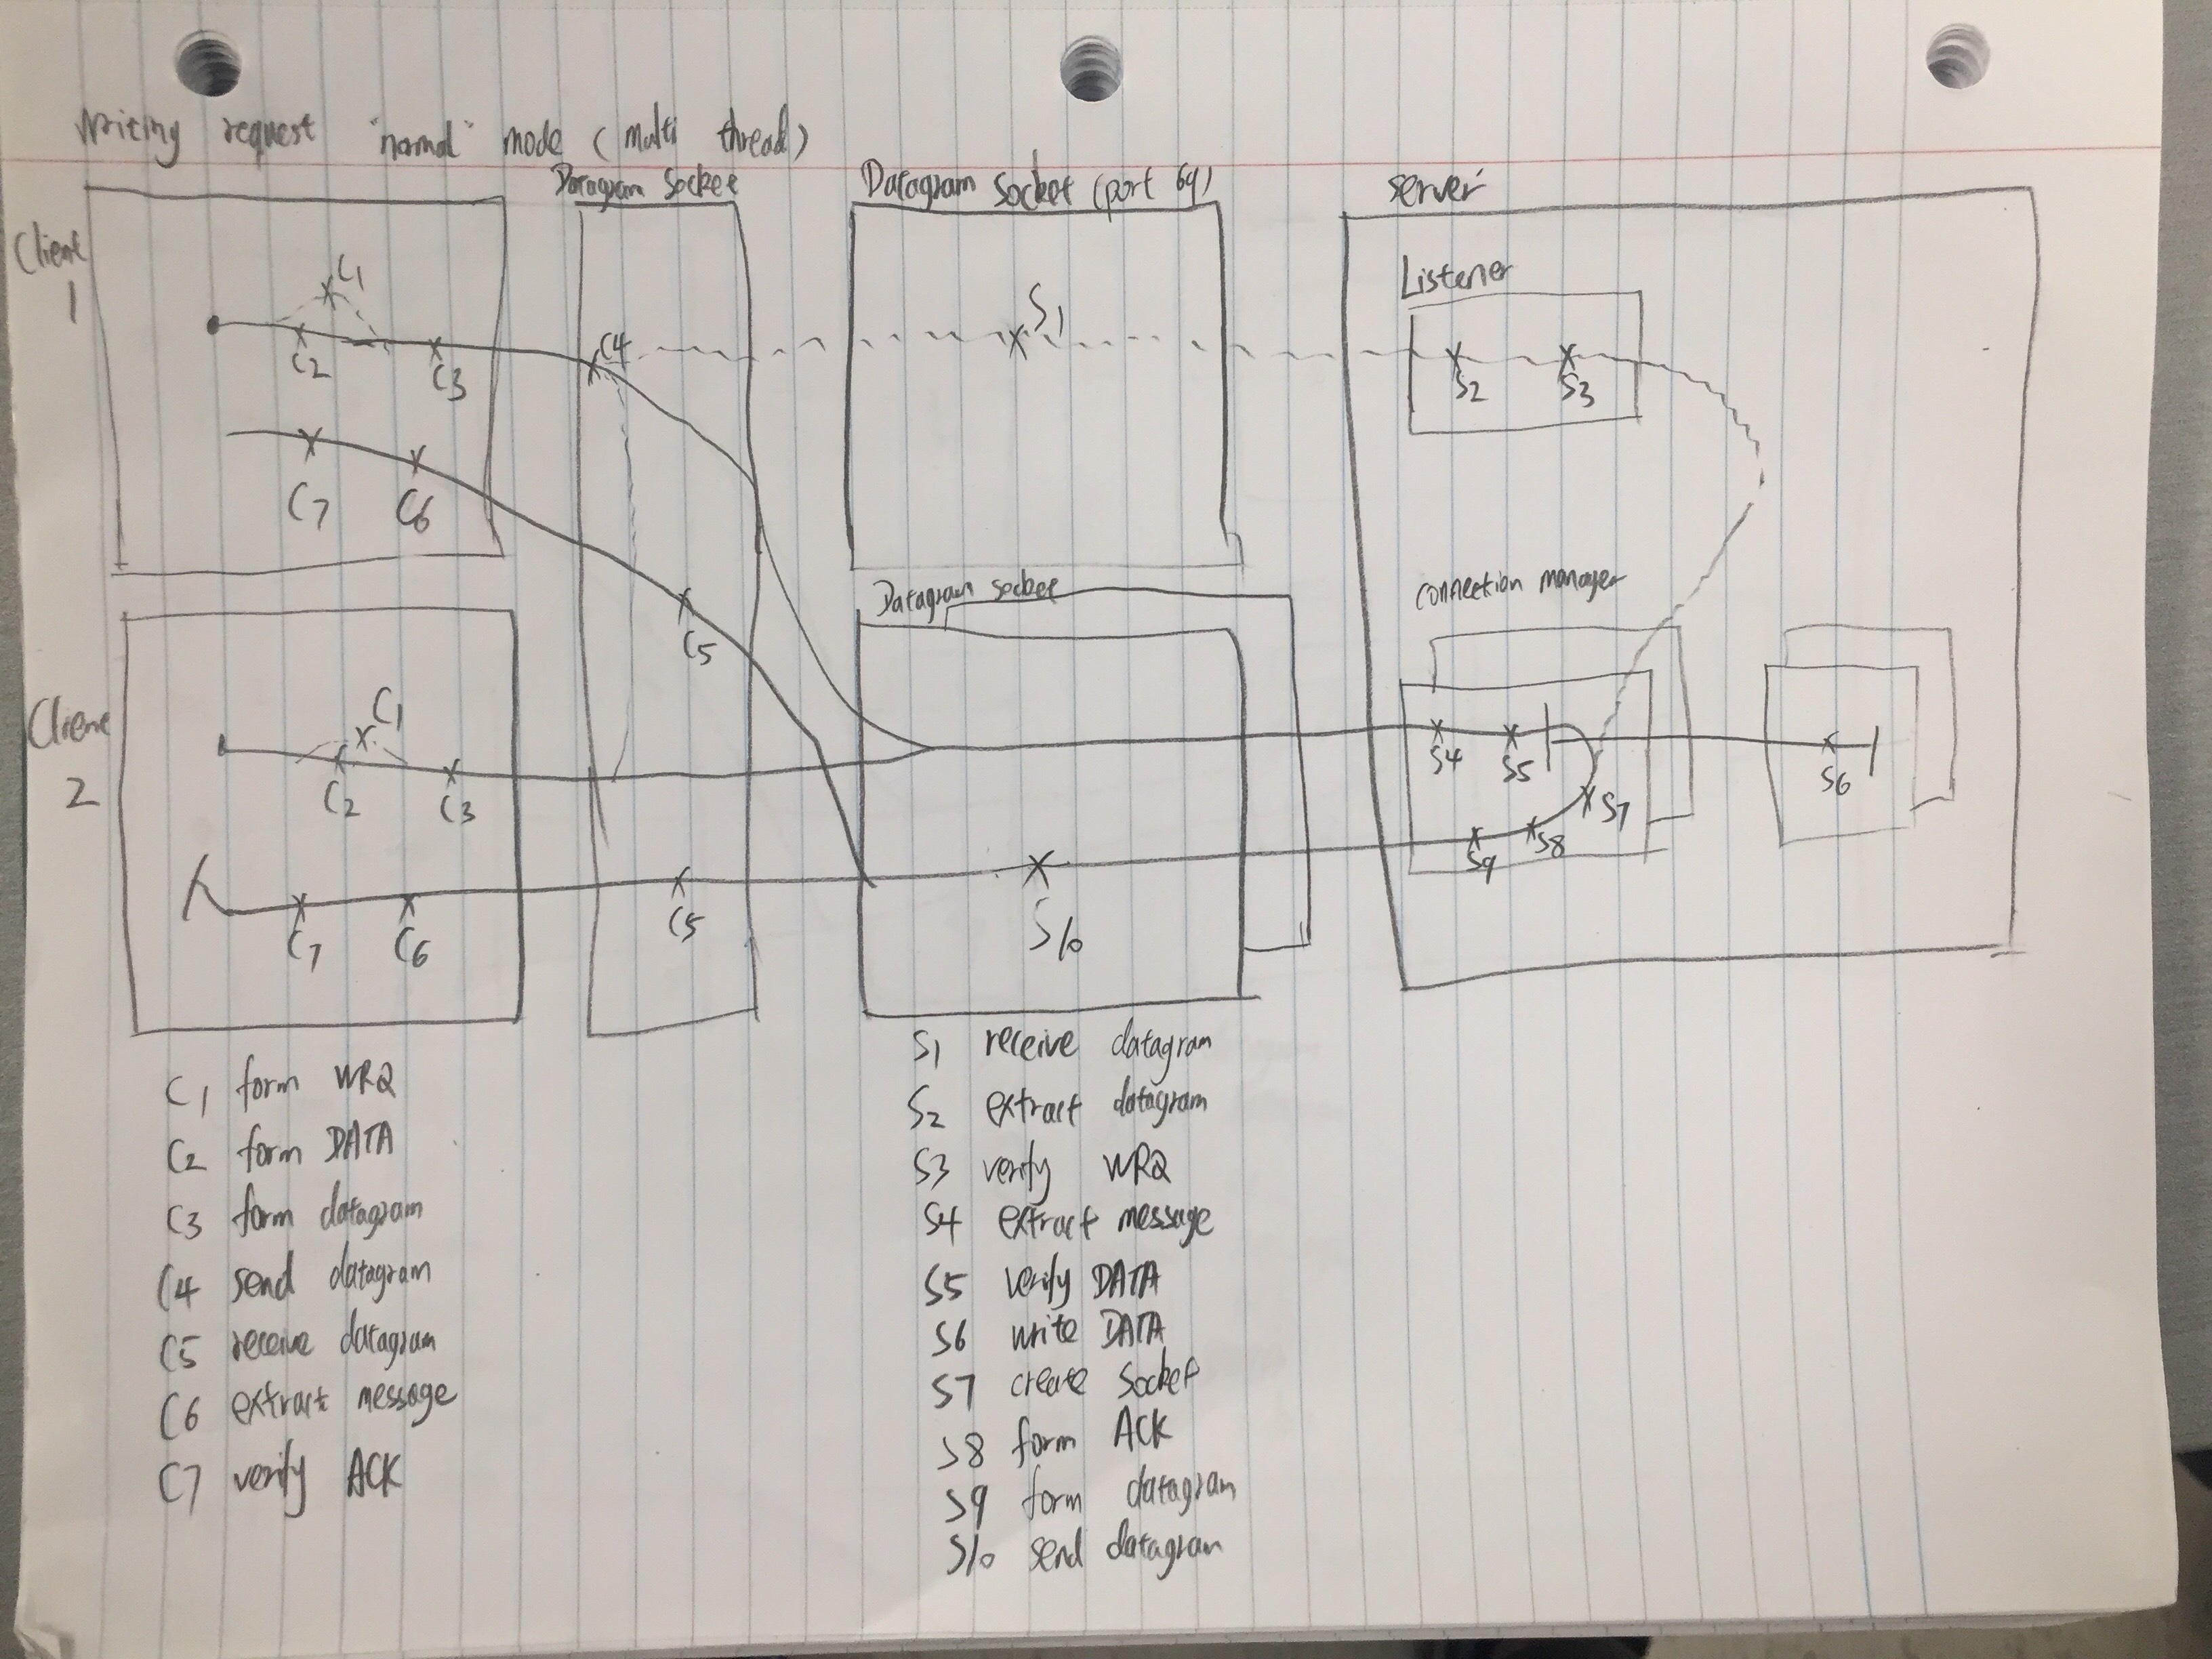 Writing request "normal" mode (multi thread)
Datagram Socket
Datagram Socket (port 69)
server
Client
1
C1
C2
C3
C4
S1
Listener
S2
S3
C7
C6
C5
Datagram Socket
connection manager
Client
2
C1
C2
C3
S4
S5
S6
S7
S8
S9
C7
C6
C5
S10
C1 form WRQ
C2 form DATA
C3 form datagram
C4 send datagram
C5 receive datagram
C6 extract message
C7 verify ACK
S1 receive datagram
S2 extract datagram
S3 verify WRQ
S4 extract message
S5 verify DATA
S6 write DATA
S7 create Socket
S8 form ACK
S9 form datagram
S10 send datagram